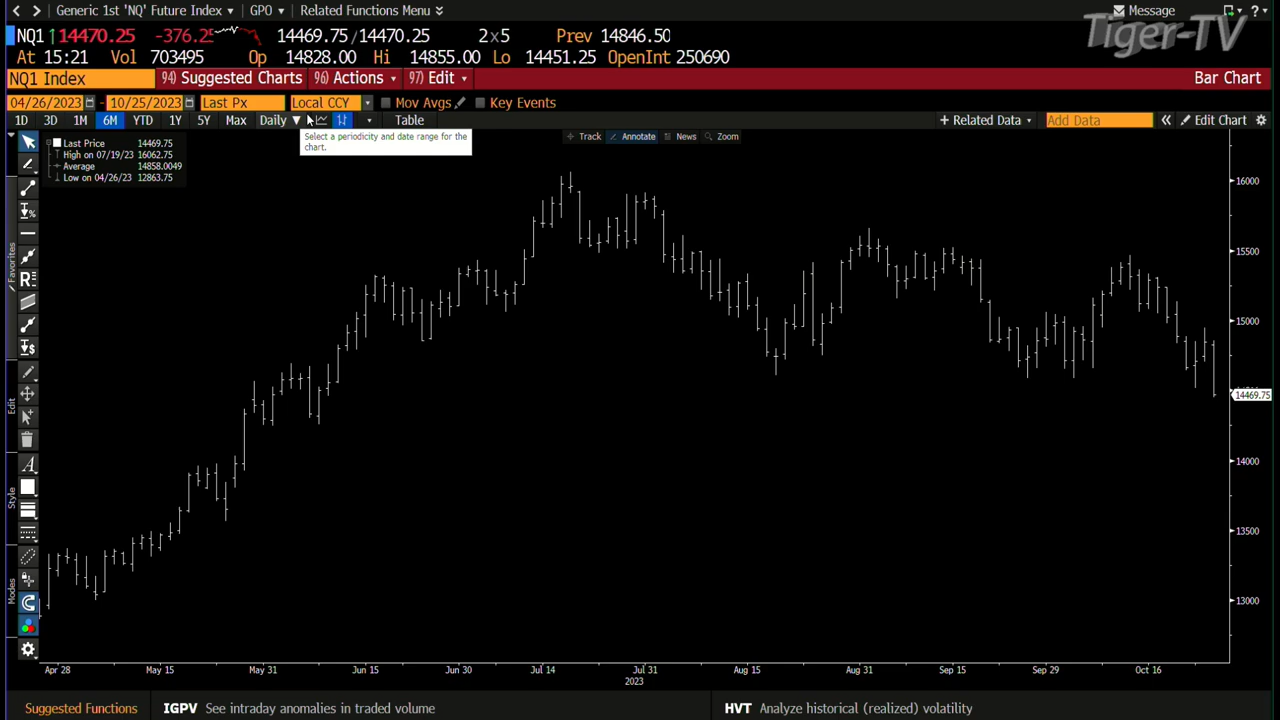 Generic 1st 'NQ' Future Index GPO Related Functions Menu Message
Tiger-TV
NQ1 14470.25 -376.25 14469.75/14470.25 2x5 Prev 14846.50
At 15:21 Vol 703495 Op 14828.00 Hi 14855.00 Lo 14451.25 OpenInt 250690
NQ1 Index 94) Suggested Charts 96) Actions 97) Edit Bar Chart
04/26/2023 - 10/25/2023 Last Px Local CCY Mov Avgs Key Events
1D 3D 1M 6M YTD 1Y 5Y Max Daily Table + Related Data Add Data Edit Chart
Select a periodicity and date range for the
chart.
Track Annotate News Zoom
Last Price 14469.75
High on 07/19/23 16062.75
Average 14858.0049
Low on 04/26/23 12863.75
Favorites
Edit
Style
Modes
16000
15500
15000
14469.75
14000
13500
13000
Apr 28 May 15 May 31 Jun 15 Jun 30 Jul 14 Jul 31 Aug 15 Aug 31 Sep 15 Sep 29 Oct 16
2023
Suggested Functions IGPV See intraday anomalies in traded volume HVT Analyze historical (realized) volatility